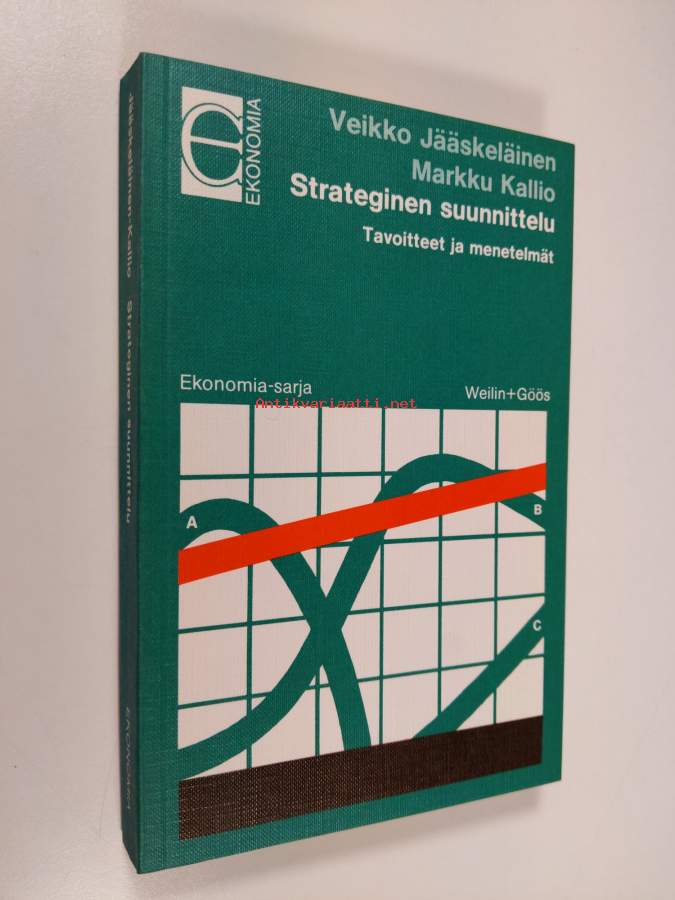 EKONOMIA
Veikko Jääskeläinen
Markku Kallio
Strateginen suunnittelu
Tavoitteet ja menetelmät
Ekonomia-sarja
Weilin+Göös
Antikvariaatti.net
A
B
C
Jääskeläinen-Kallio Strateginen suunnittelu
EKONOMIA